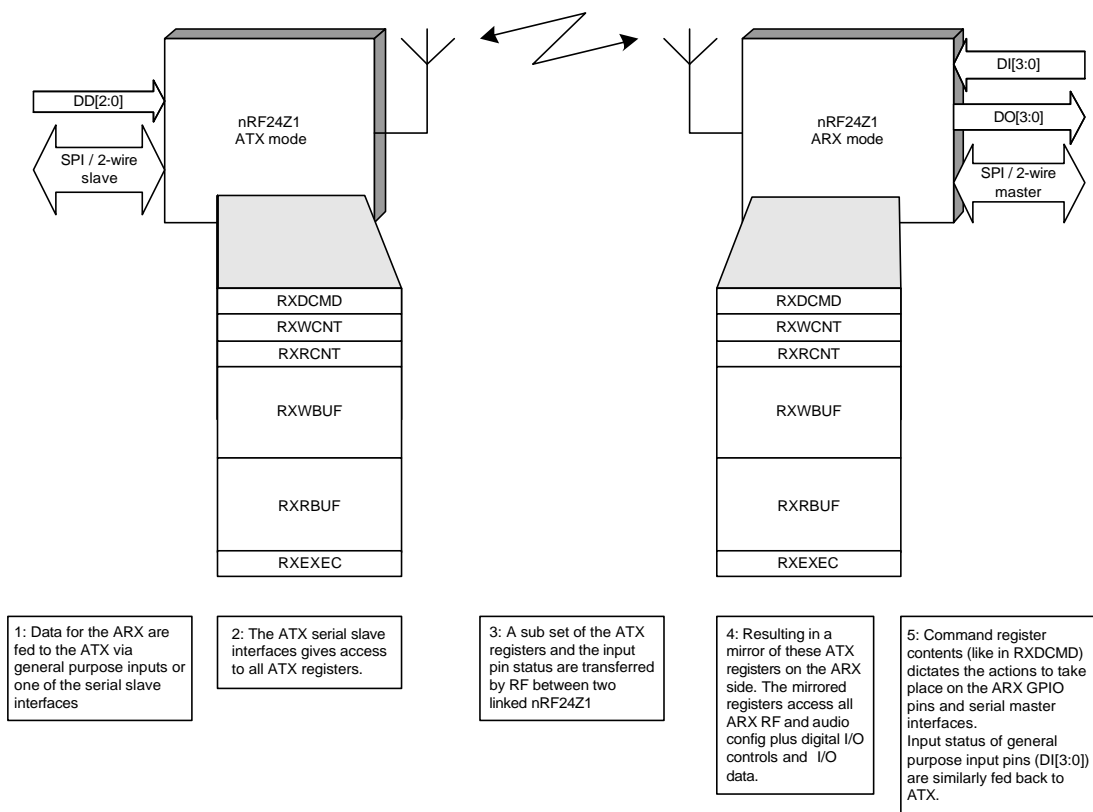 DD[2:0]
SPI / 2-wire
slave
nRF24Z1
ATX mode
nRF24Z1
ARX mode
DI[3:0]
DO[3:0]
SPI / 2-wire
master
RXDCMD
RXWCNT
RXRCNT
RXWBUF
RXRBUF
RXEXEC
RXDCMD
RXWCNT
RXRCNT
RXWBUF
RXRBUF
RXEXEC
1: Data for the ARX are
fed to the ATX via
general purpose inputs or
one of the serial slave
interfaces
2: The ATX serial slave
interfaces gives access
to all ATX registers.
3: A sub set of the ATX
registers and the input
pin status are transferred
by RF between two
linked nRF24Z1
4: Resulting in a
mirror of these ATX
registers on the ARX
side. The mirrored
registers access all
ARX RF and audio
config plus digital I/O
controls and I/O
data.
5: Command register
contents (like in RXDCMD)
dictates the actions to take
place on the ARX GPIO
pins and serial master
interfaces.
Input status of general
purpose input pins (DI[3:0])
are similarly fed back to
ATX.